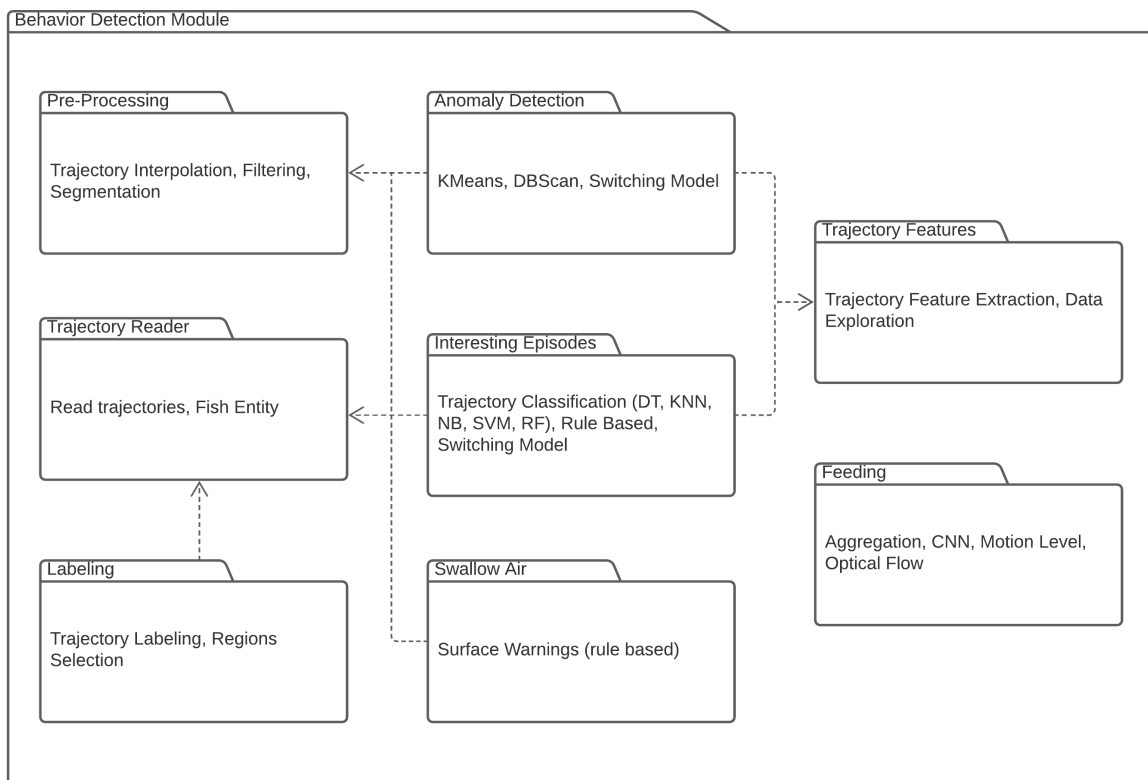 Behavior Detection Module
Pre-Processing
Trajectory Interpolation, Filtering,
Segmentation
Anomaly Detection
KMeans, DBScan, Switching Model
Trajectory Features
Trajectory Feature Extraction, Data
Exploration
Trajectory Reader
Read trajectories, Fish Entity
Interesting Episodes
Trajectory Classification (DT, KNN,
NB, SVM, RF), Rule Based,
Switching Model
Feeding
Aggregation, CNN, Motion Level,
Optical Flow
Labeling
Trajectory Labeling, Regions
Selection
Swallow Air
Surface Warnings (rule based)